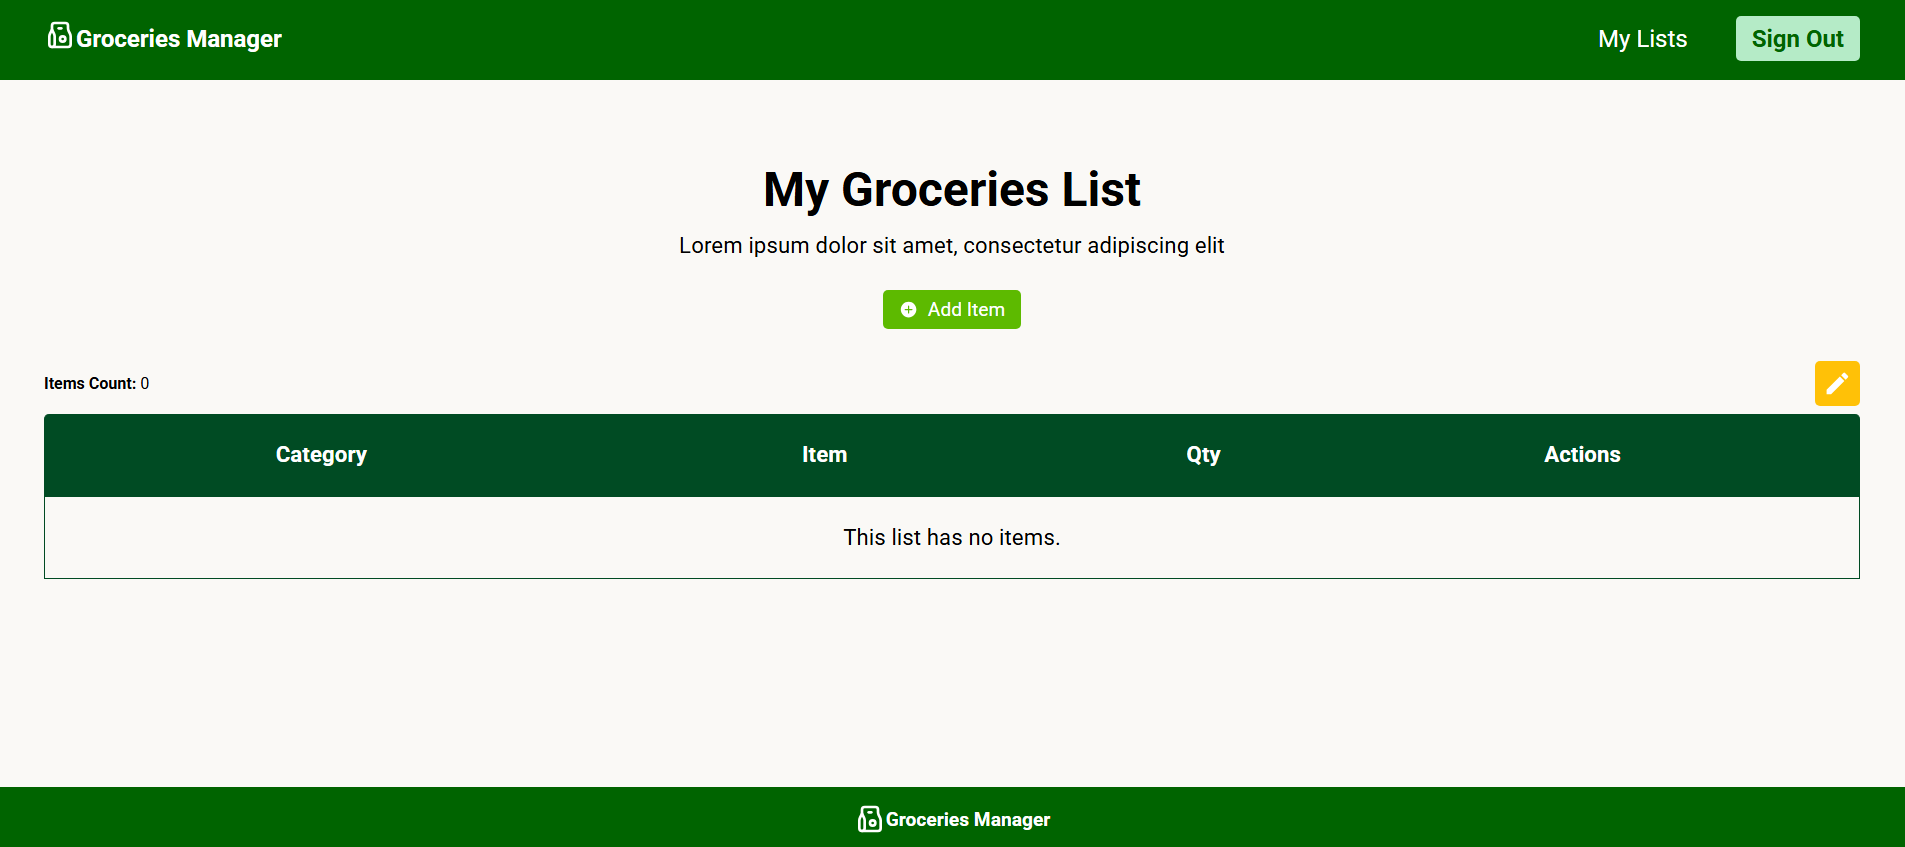 Groceries Manager
My Lists
Sign Out
My Groceries List
Lorem ipsum dolor sit amet, consectetur adipiscing elit
Add Item
Items Count: 0
Category Item Qty Actions
This list has no items.
Groceries Manager